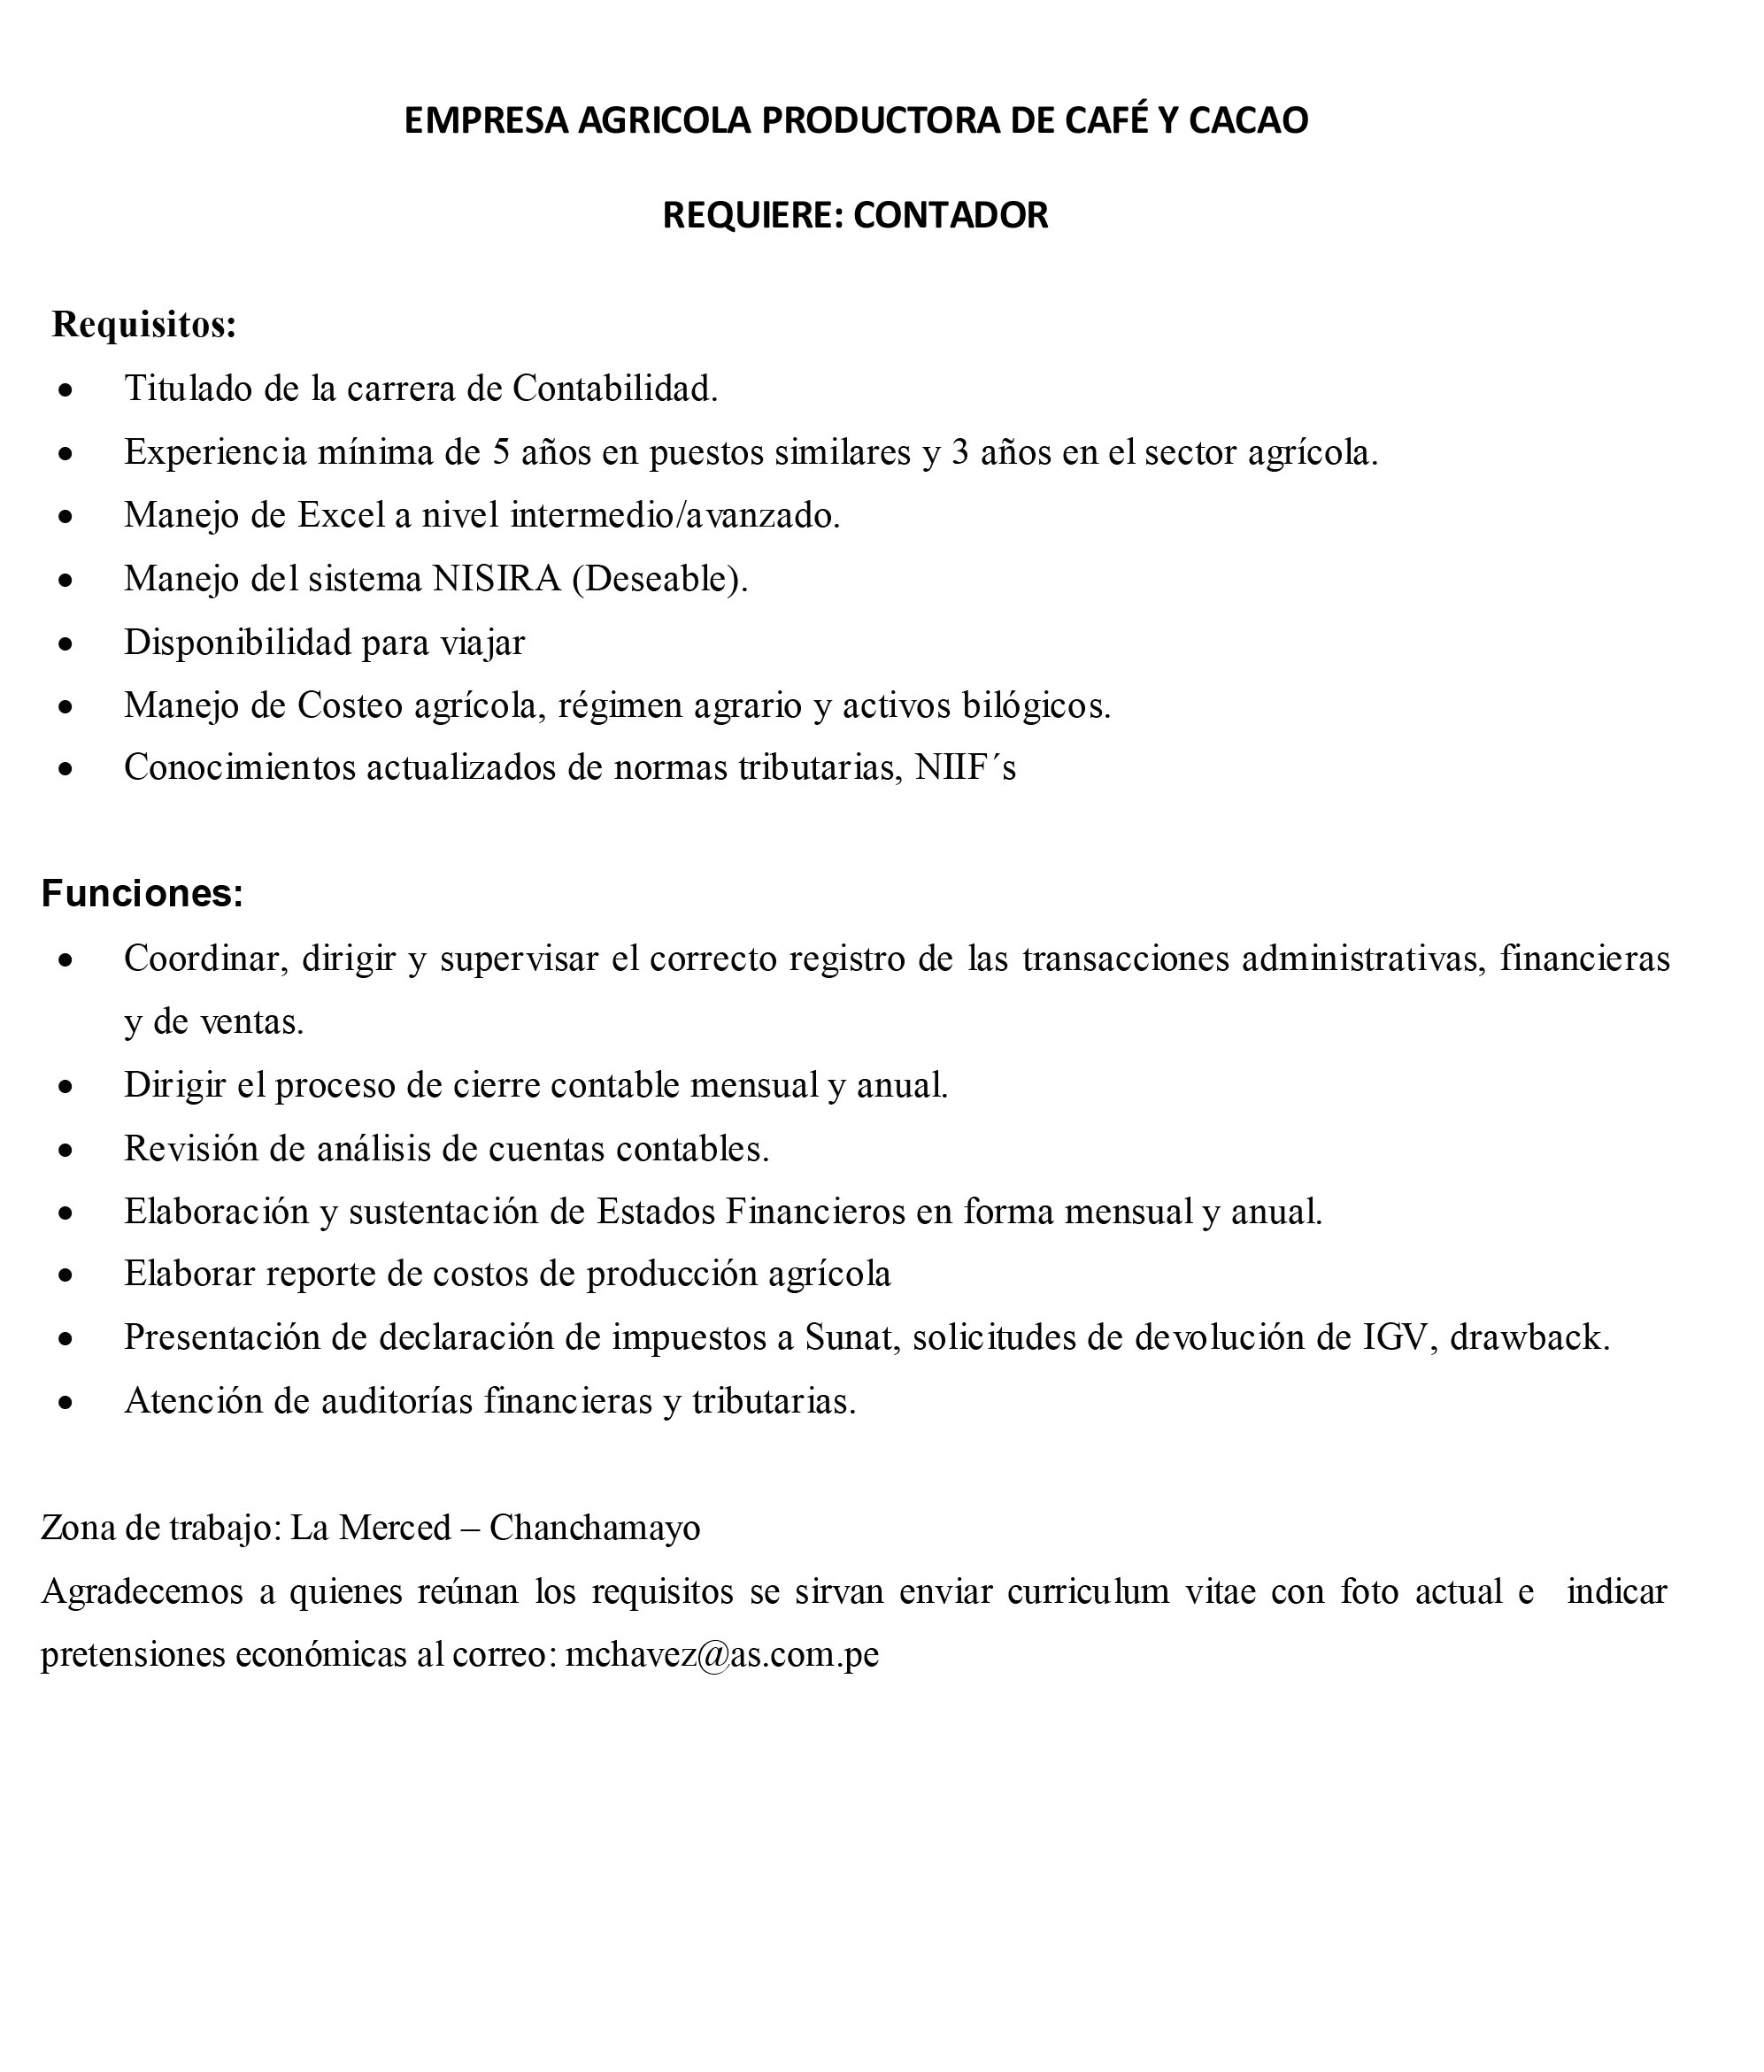 EMPRESA AGRICOLA PRODUCTORA DE CAFÉ Y CACAO
REQUIERE: CONTADOR
Requisitos:
• Titulado de la carrera de Contabilidad.
• Experiencia mínima de 5 años en puestos similares y 3 años en el sector agrícola.
• Manejo de Excel a nivel intermedio/avanzado.
• Manejo del sistema NISIRA (Deseable).
• Disponibilidad para viajar
• Manejo de Costeo agrícola, régimen agrario y activos bilógicos.
• Conocimientos actualizados de normas tributarias, NIIF´s
Funciones:
• Coordinar, dirigir y supervisar el correcto registro de las transacciones administrativas, financieras
y de ventas.
• Dirigir el proceso de cierre contable mensual y anual.
• Revisión de análisis de cuentas contables.
• Elaboración y sustentación de Estados Financieros en forma mensual y anual.
• Elaborar reporte de costos de producción agrícola
• Presentación de declaración de impuestos a Sunat, solicitudes de devolución de IGV, drawback.
• Atención de auditorías financieras y tributarias.
Zona de trabajo: La Merced – Chanchamayo
Agradecemos a quienes reúnan los requisitos se sirvan enviar curriculum vitae con foto actual e indicar
pretensiones económicas al correo: mchavez@as.com.pe